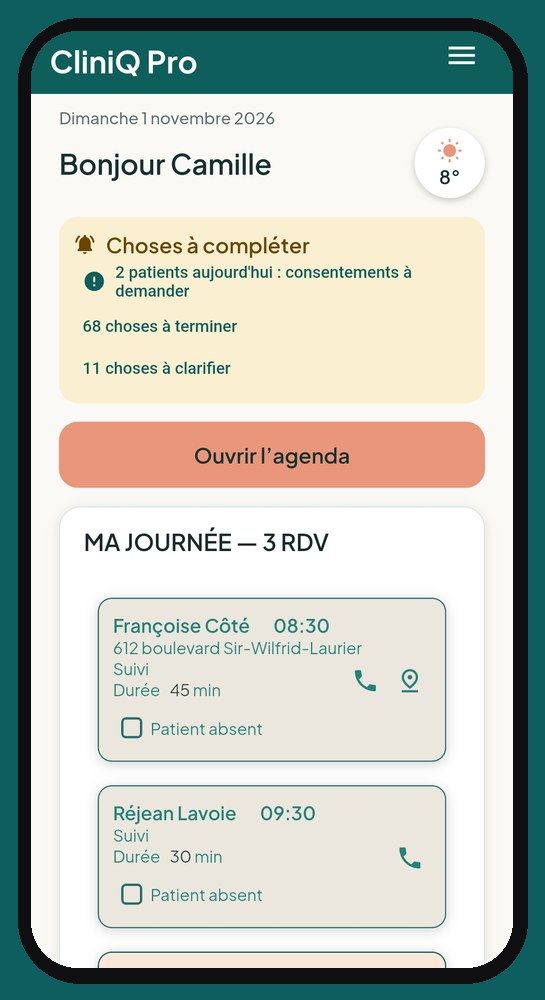 CliniQ Pro
Dimanche 1 novembre 2026
Bonjour Camille
8°
Choses à compléter
2 patients aujourd'hui : consentements à
demander
68 choses à terminer
11 choses à clarifier
Ouvrir l’agenda
MA JOURNÉE — 3 RDV
Françoise Côté 08:30
612 boulevard Sir-Wilfrid-Laurier
Suivi
Durée 45 min
Patient absent
Réjean Lavoie 09:30
Suivi
Durée 30 min
Patient absent